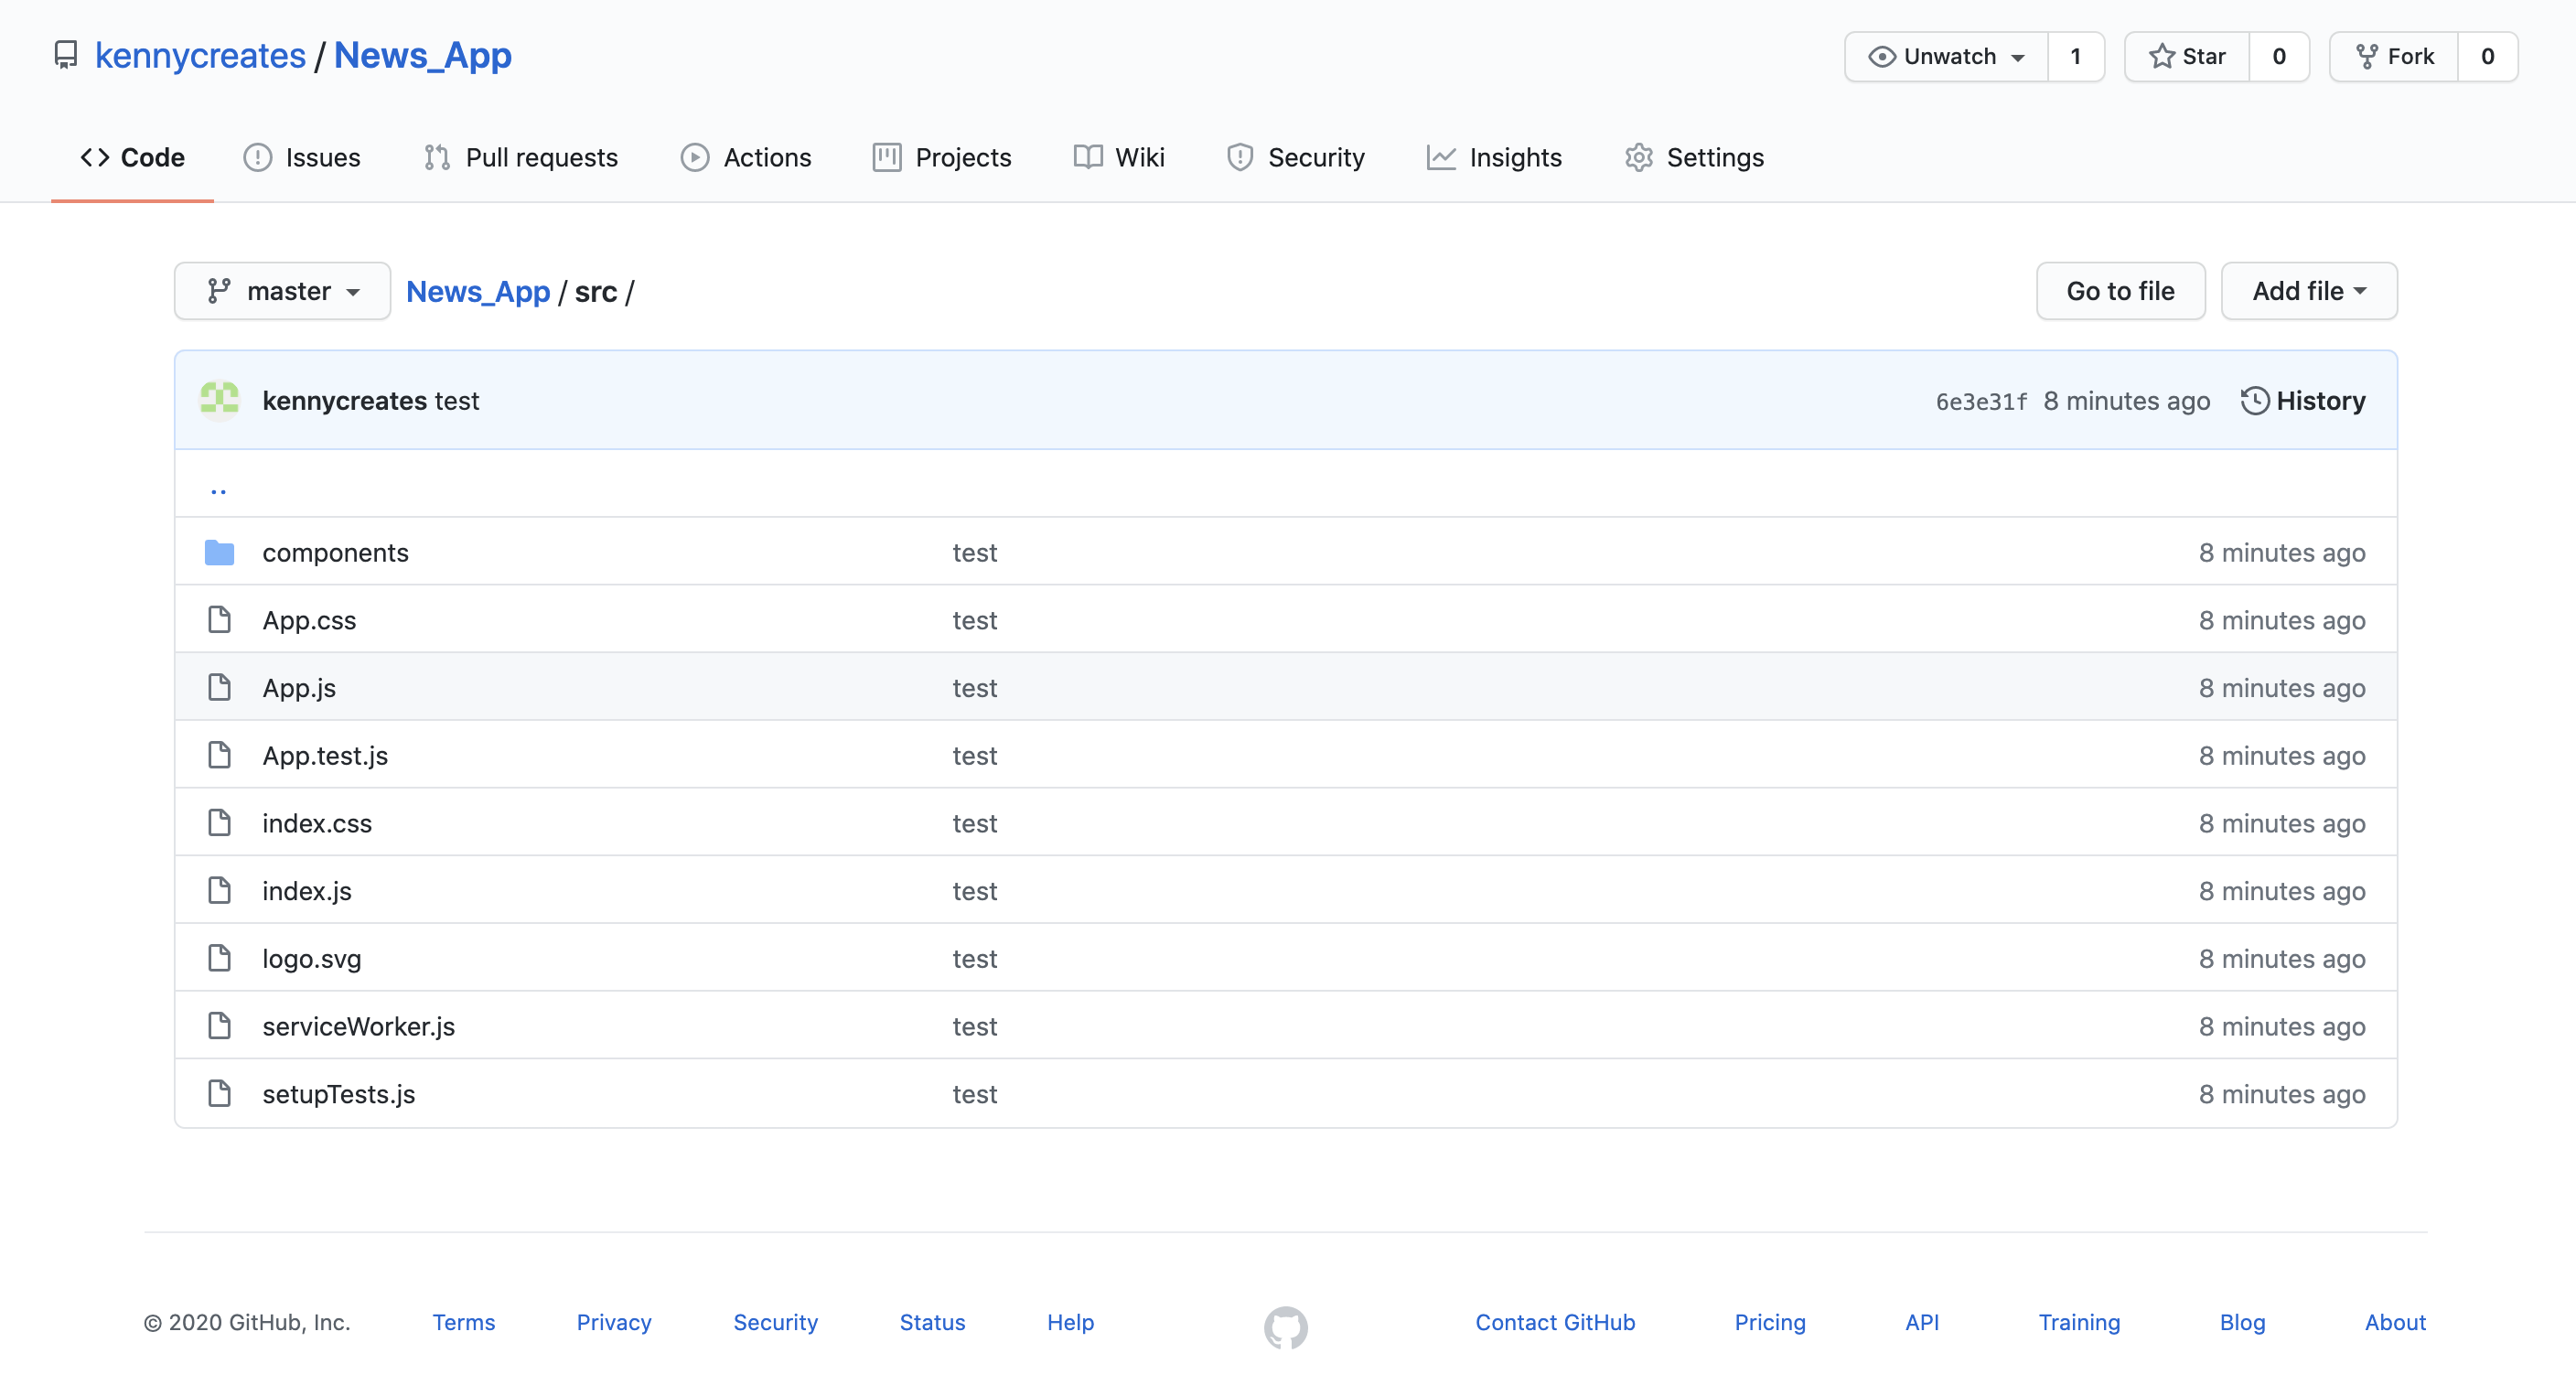 kennycreates / News_App
Unwatch 1 Star 0 Fork 0
Code Issues Pull requests Actions Projects Wiki Security Insights Settings
master News_App / src / Go to file Add file
kennycreates test 6e3e31f 8 minutes ago History
..
components test 8 minutes ago
App.css test 8 minutes ago
App.js test 8 minutes ago
App.test.js test 8 minutes ago
index.css test 8 minutes ago
index.js test 8 minutes ago
logo.svg test 8 minutes ago
serviceWorker.js test 8 minutes ago
setupTests.js test 8 minutes ago
© 2020 GitHub, Inc. Terms Privacy Security Status Help Contact GitHub Pricing API Training Blog About